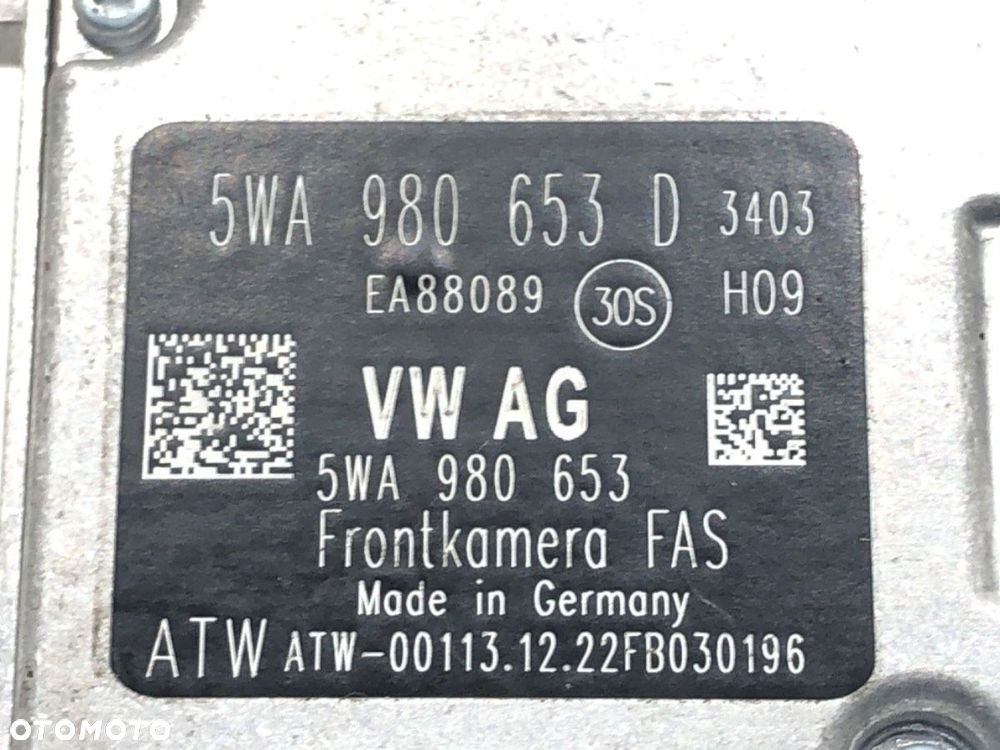 5WA 980 653 D 3403
EA88089 30S H09
VW AG
5WA 980 653
Frontkamera FAS
Made in Germany
ATW ATW-00113.12.22FB030196
OTOMOTO